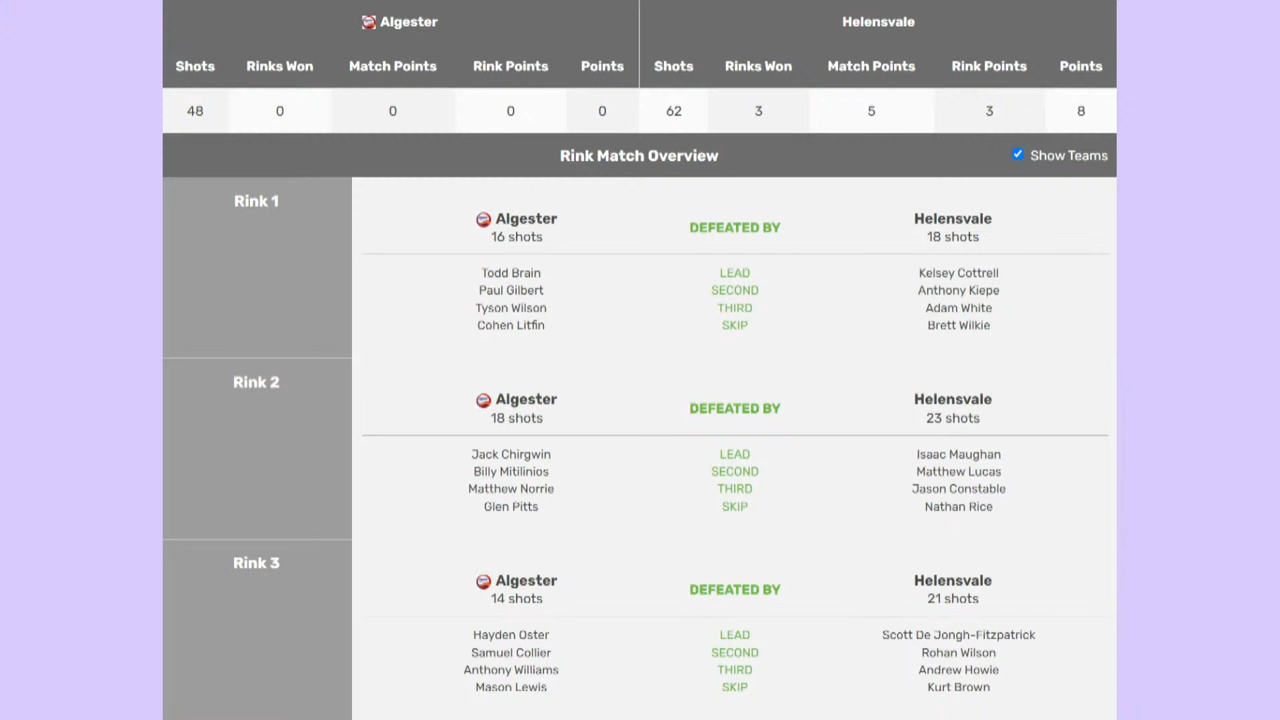 Algester Helensvale
Shots Rinks Won Match Points Rink Points Points Shots Rinks Won Match Points Rink Points Points
48 0 0 0 0 62 3 5 3 8
Rink Match Overview Show Teams
Rink 1
Algester DEFEATED BY Helensvale
16 shots 18 shots
Todd Brain LEAD Kelsey Cottrell
Paul Gilbert SECOND Anthony Kiepe
Tyson Wilson THIRD Adam White
Cohen Litfin SKIP Brett Wilkie
Rink 2
Algester DEFEATED BY Helensvale
18 shots 23 shots
Jack Chirgwin LEAD Isaac Maughan
Billy Mitilinios SECOND Matthew Lucas
Matthew Norrie THIRD Jason Constable
Glen Pitts SKIP Nathan Rice
Rink 3
Algester DEFEATED BY Helensvale
14 shots 21 shots
Hayden Oster LEAD Scott De Jongh-Fitzpatrick
Samuel Collier SECOND Rohan Wilson
Anthony Williams THIRD Andrew Howie
Mason Lewis SKIP Kurt Brown